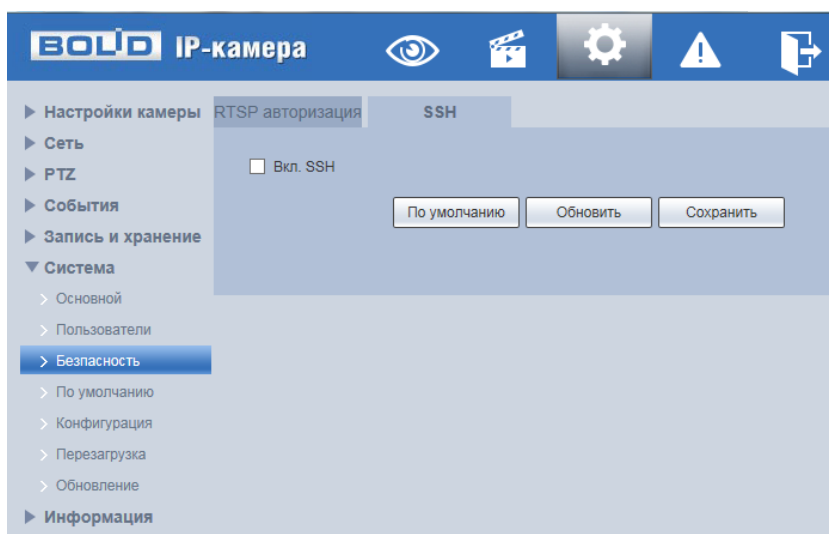 BOLID IP-камера
Настройки камеры
RTSP авторизация
SSH
Сеть
Вкл. SSH
PTZ
События
По умолчанию
Обновить
Сохранить
Запись и хранение
Система
Основной
Пользователи
Безпасность
По умолчанию
Конфигурация
Перезагрузка
Обновление
Информация